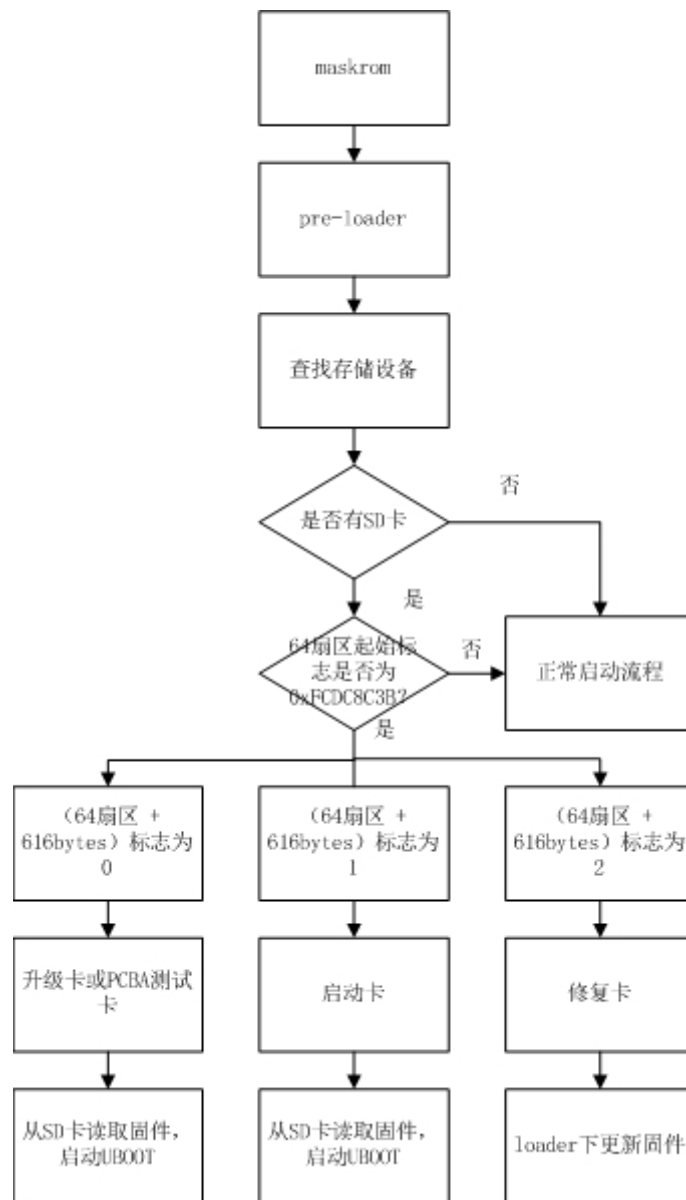 maskrom
pre-loader
查找存储设备
否
是否有SD卡
是
64扇区起始标
志是否为
0xFCDC8C3B?
否
正常启动流程
是
（64扇区 +
616bytes）标志为
0
（64扇区 +
616bytes）标志为
1
（64扇区 +
616bytes）标志为
2
升级卡或PCBA测试
卡
启动卡
修复卡
从SD卡读取固件，
启动UBOOT
从SD卡读取固件，
启动UBOOT
loader下更新固件